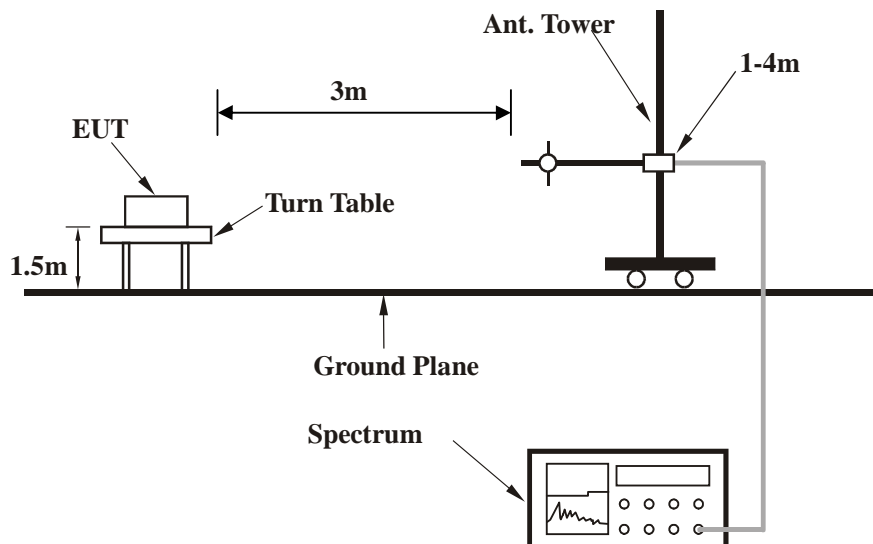 Ant. Tower
1-4m
3m
EUT
Turn Table
1.5m
Ground Plane
Spectrum